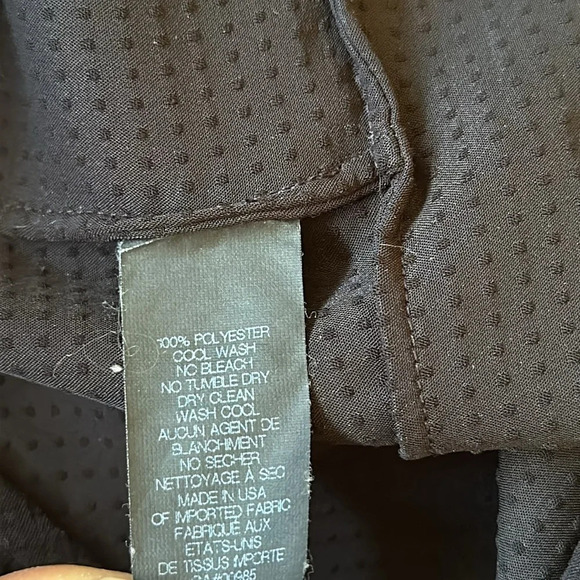 100% POLYESTER
COOL WASH
NO BLEACH
NO TUMBLE DRY
DRY CLEAN
WASH COOL
AUCUN AGENT DE
BLANCHIMENT
NO SECHER
NETTOYAGE À SEC
MADE IN USA
OF IMPORTED FABRIC
FABRIQUE AUX
ETATS-UNIS
DE TISSUS IMPORTE